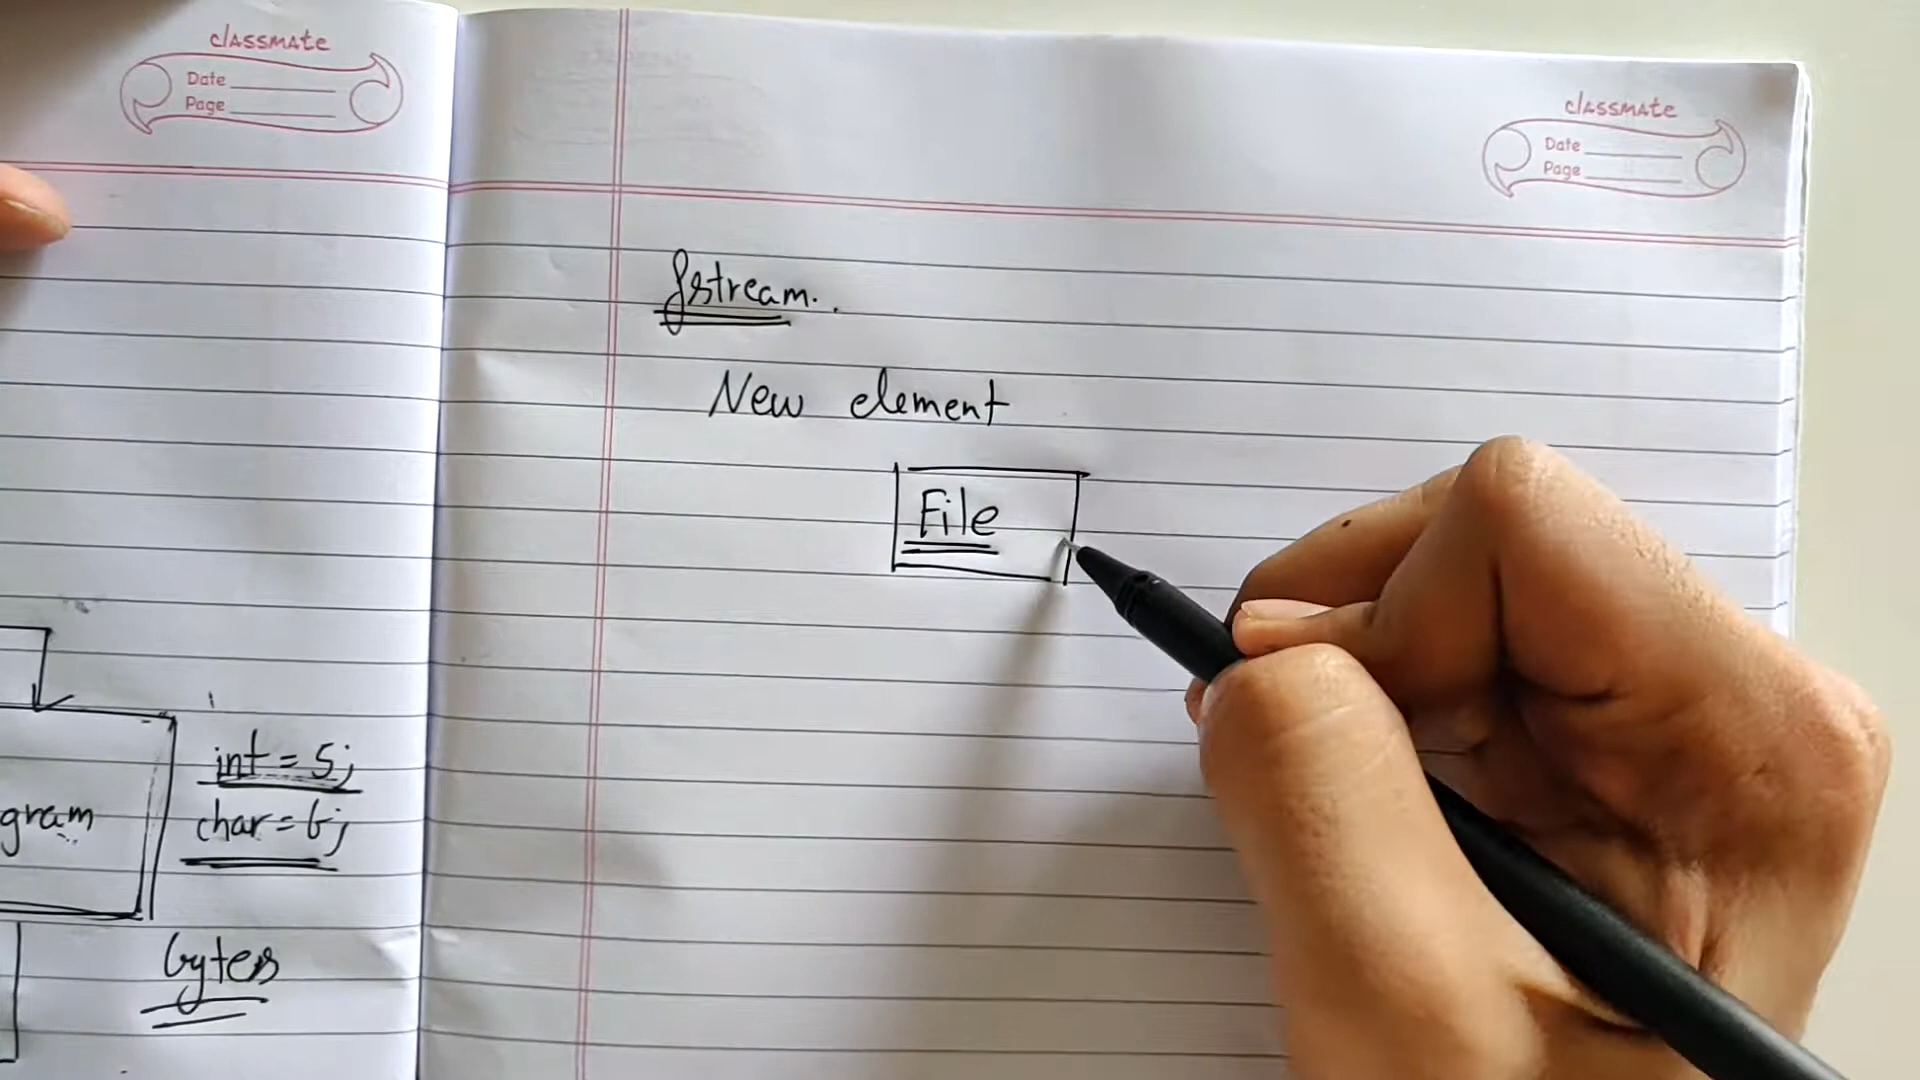 classmate
Date
Page
int = 5;
char = 6;
gram
bytes
classmate
Date
Page
fstream.
New element
File